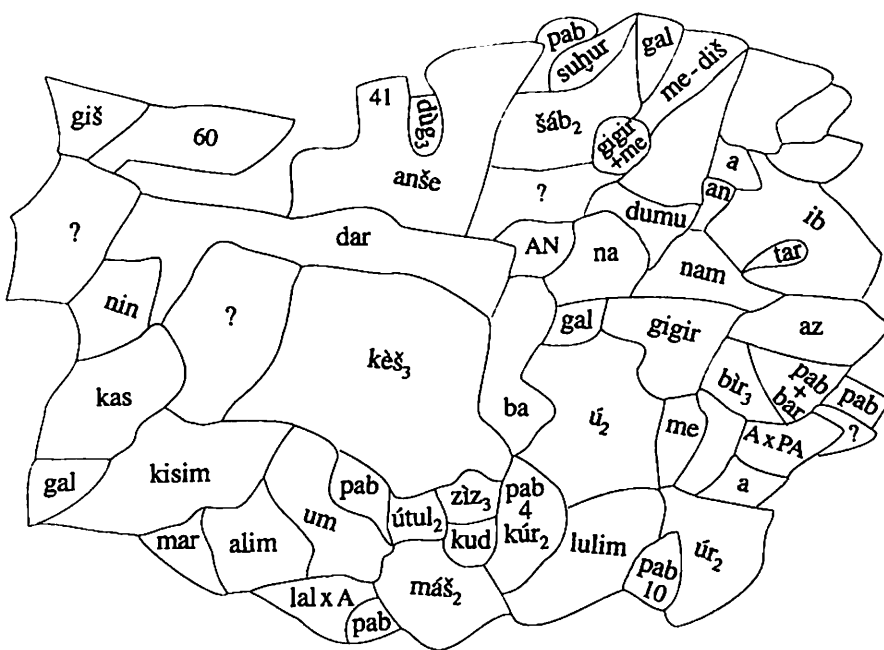 pab
suḫur
gal
me-diš
giš
60
41
dùg₃
šáb₂
gigir
+me
anše
?
a
an
dumu
ib
?
dar
AN
na
nam
tar
nin
?
gal
gigir
az
kèš₃
kas
ba
ú₂
bìr₃
pab
+
bar
pab
me
A x PA
?
gal
kisim
pab
zìz₃
pab
4
kúr₂
a
um
útul₂
mar
alim
kud
lulim
úr₂
pab
10
lal x A
máš₂
pab